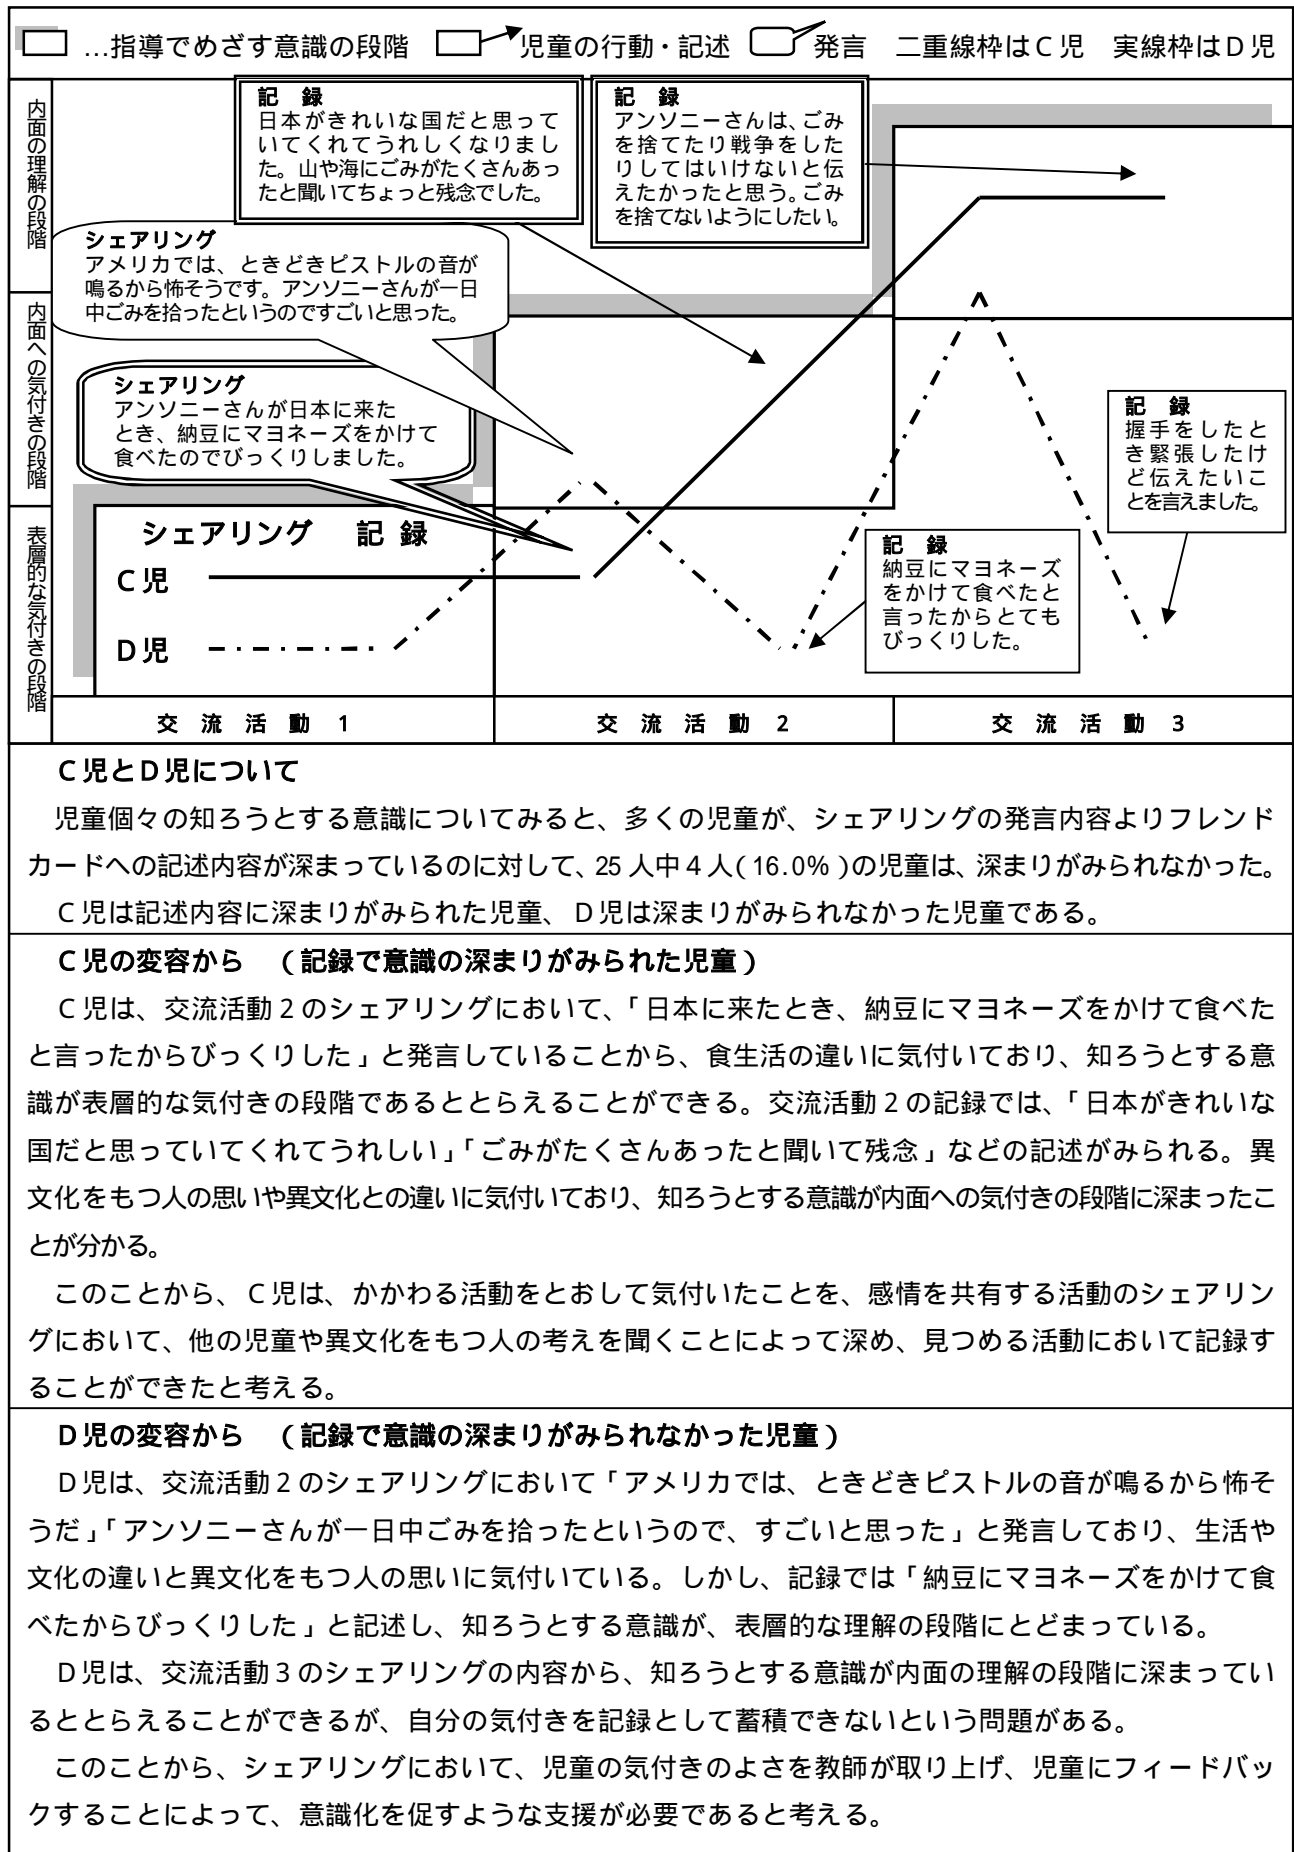 …指導でめざす意識の段階　児童の行動・記述　発言　二重線枠はC児　実線枠はD児
内面の理解の段階
内面への気付きの段階
表層的な気付きの段階
記　録
日本がきれいな国だと思って
いてくれてうれしくなりまし
た。山や海にごみがたくさんあっ
たと聞いてちょっと残念でした。
記　録
アンソニーさんは、ごみ
を捨てたり戦争をした
りしてはいけないと伝
えたかったと思う。ごみ
を捨てないようにしたい。
シェアリング
アメリカでは、ときどきピストルの音が
鳴るから怖そうです。アンソニーさんが一日
中ごみを拾ったというのですごいと思った。
シェアリング
アンソニーさんが日本に来た
とき、納豆にマヨネーズをかけて
食べたのでびっくりしました。
記　録
握手をしたと
き緊張したけ
ど伝えたいこ
とを言えました。
記　録
納豆にマヨネーズ
をかけて食べたと
言ったからとても
びっくりした。
シェアリング　記 録
C児
D児
交 流 活 動 1　交 流 活 動 2　交 流 活 動 3
C児とD児について
児童個々の知ろうとする意識についてみると、多くの児童が、シェアリングの発言内容よりフレンド
カードへの記述内容が深まっているのに対して、25人中4人(16.0%)の児童は、深まりがみられなかった。
C児は記述内容に深まりがみられた児童、D児は深まりがみられなかった児童である。
C児の変容から　(記録で意識の深まりがみられた児童)
C児は、交流活動2のシェアリングにおいて、「日本に来たとき、納豆にマヨネーズをかけて食べた
と言ったからびっくりした」と発言していることから、食生活の違いに気付いており、知ろうとする意
識が表層的な気付きの段階であるととらえることができる。交流活動2の記録では、「日本がきれいな
国だと思っていてくれてうれしい」「ごみがたくさんあったと聞いて残念」などの記述がみられる。異
文化をもつ人の思いや異文化との違いに気付いており、知ろうとする意識が内面への気付きの段階に深まったこ
とが分かる。
このことから、C児は、かかわる活動をとおして気付いたことを、感情を共有する活動のシェアリン
グにおいて、他の児童や異文化をもつ人の考えを聞くことによって深め、見つめる活動において記録す
ることができたと考える。
D児の変容から　(記録で意識の深まりがみられなかった児童)
D児は、交流活動2のシェアリングにおいて「アメリカでは、ときどきピストルの音が鳴るから怖そ
うだ」「アンソニーさんが一日中ごみを拾ったというので、すごいと思った」と発言しており、生活や
文化の違いと異文化をもつ人の思いに気付いている。しかし、記録では「納豆にマヨネーズをかけて食
べたからびっくりした」と記述し、知ろうとする意識が、表層的な理解の段階にとどまっている。
D児は、交流活動3のシェアリングの内容から、知ろうとする意識が内面の理解の段階に深まってい
るととらえることができるが、自分の気付きを記録として蓄積できないという問題がある。
このことから、シェアリングにおいて、児童の気付きのよさを教師が取り上げ、児童にフィードバッ
クすることによって、意識化を促すような支援が必要であると考える。